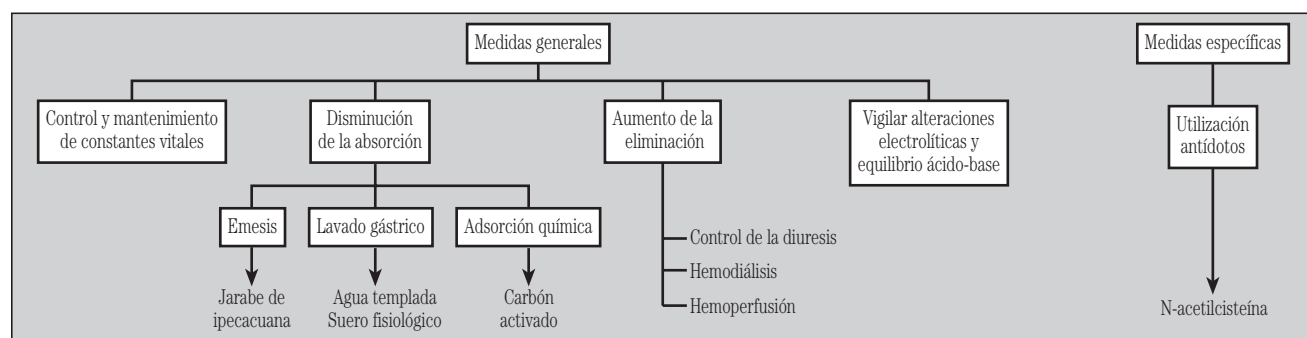 Medidas generales
Medidas específicas
Control y mantenimiento
de constantes vitales
Disminución
de la absorción
Aumento de la
eliminación
Vigilar alteraciones
electrolíticas y
equilibrio ácido-base
Utilización
antídotos
Emesis
Lavado gástrico
Adsorción química
Control de la diuresis
Hemodiálisis
Hemoperfusión
Jarabe de
ipecacuana
Agua templada
Suero fisiológico
Carbón
activado
N-acetilcisteína